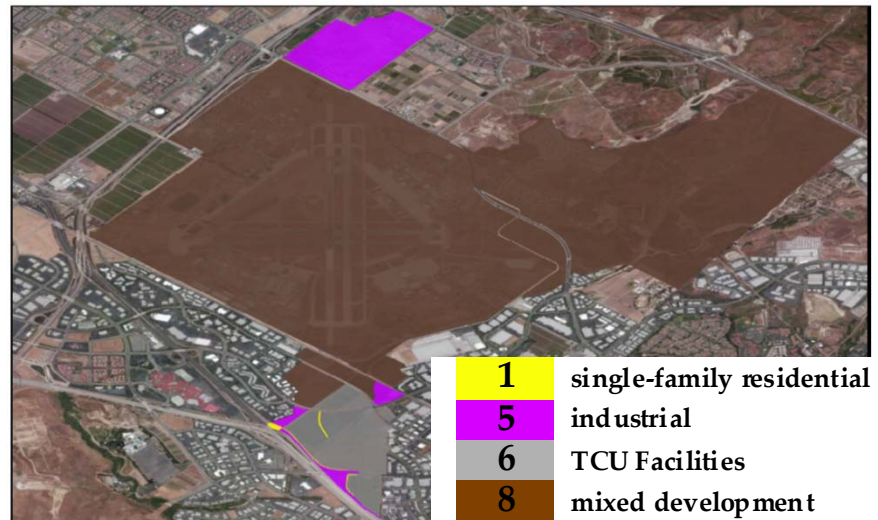 1 single-family residential
5 industrial
6 TCU Facilities
8 mixed development